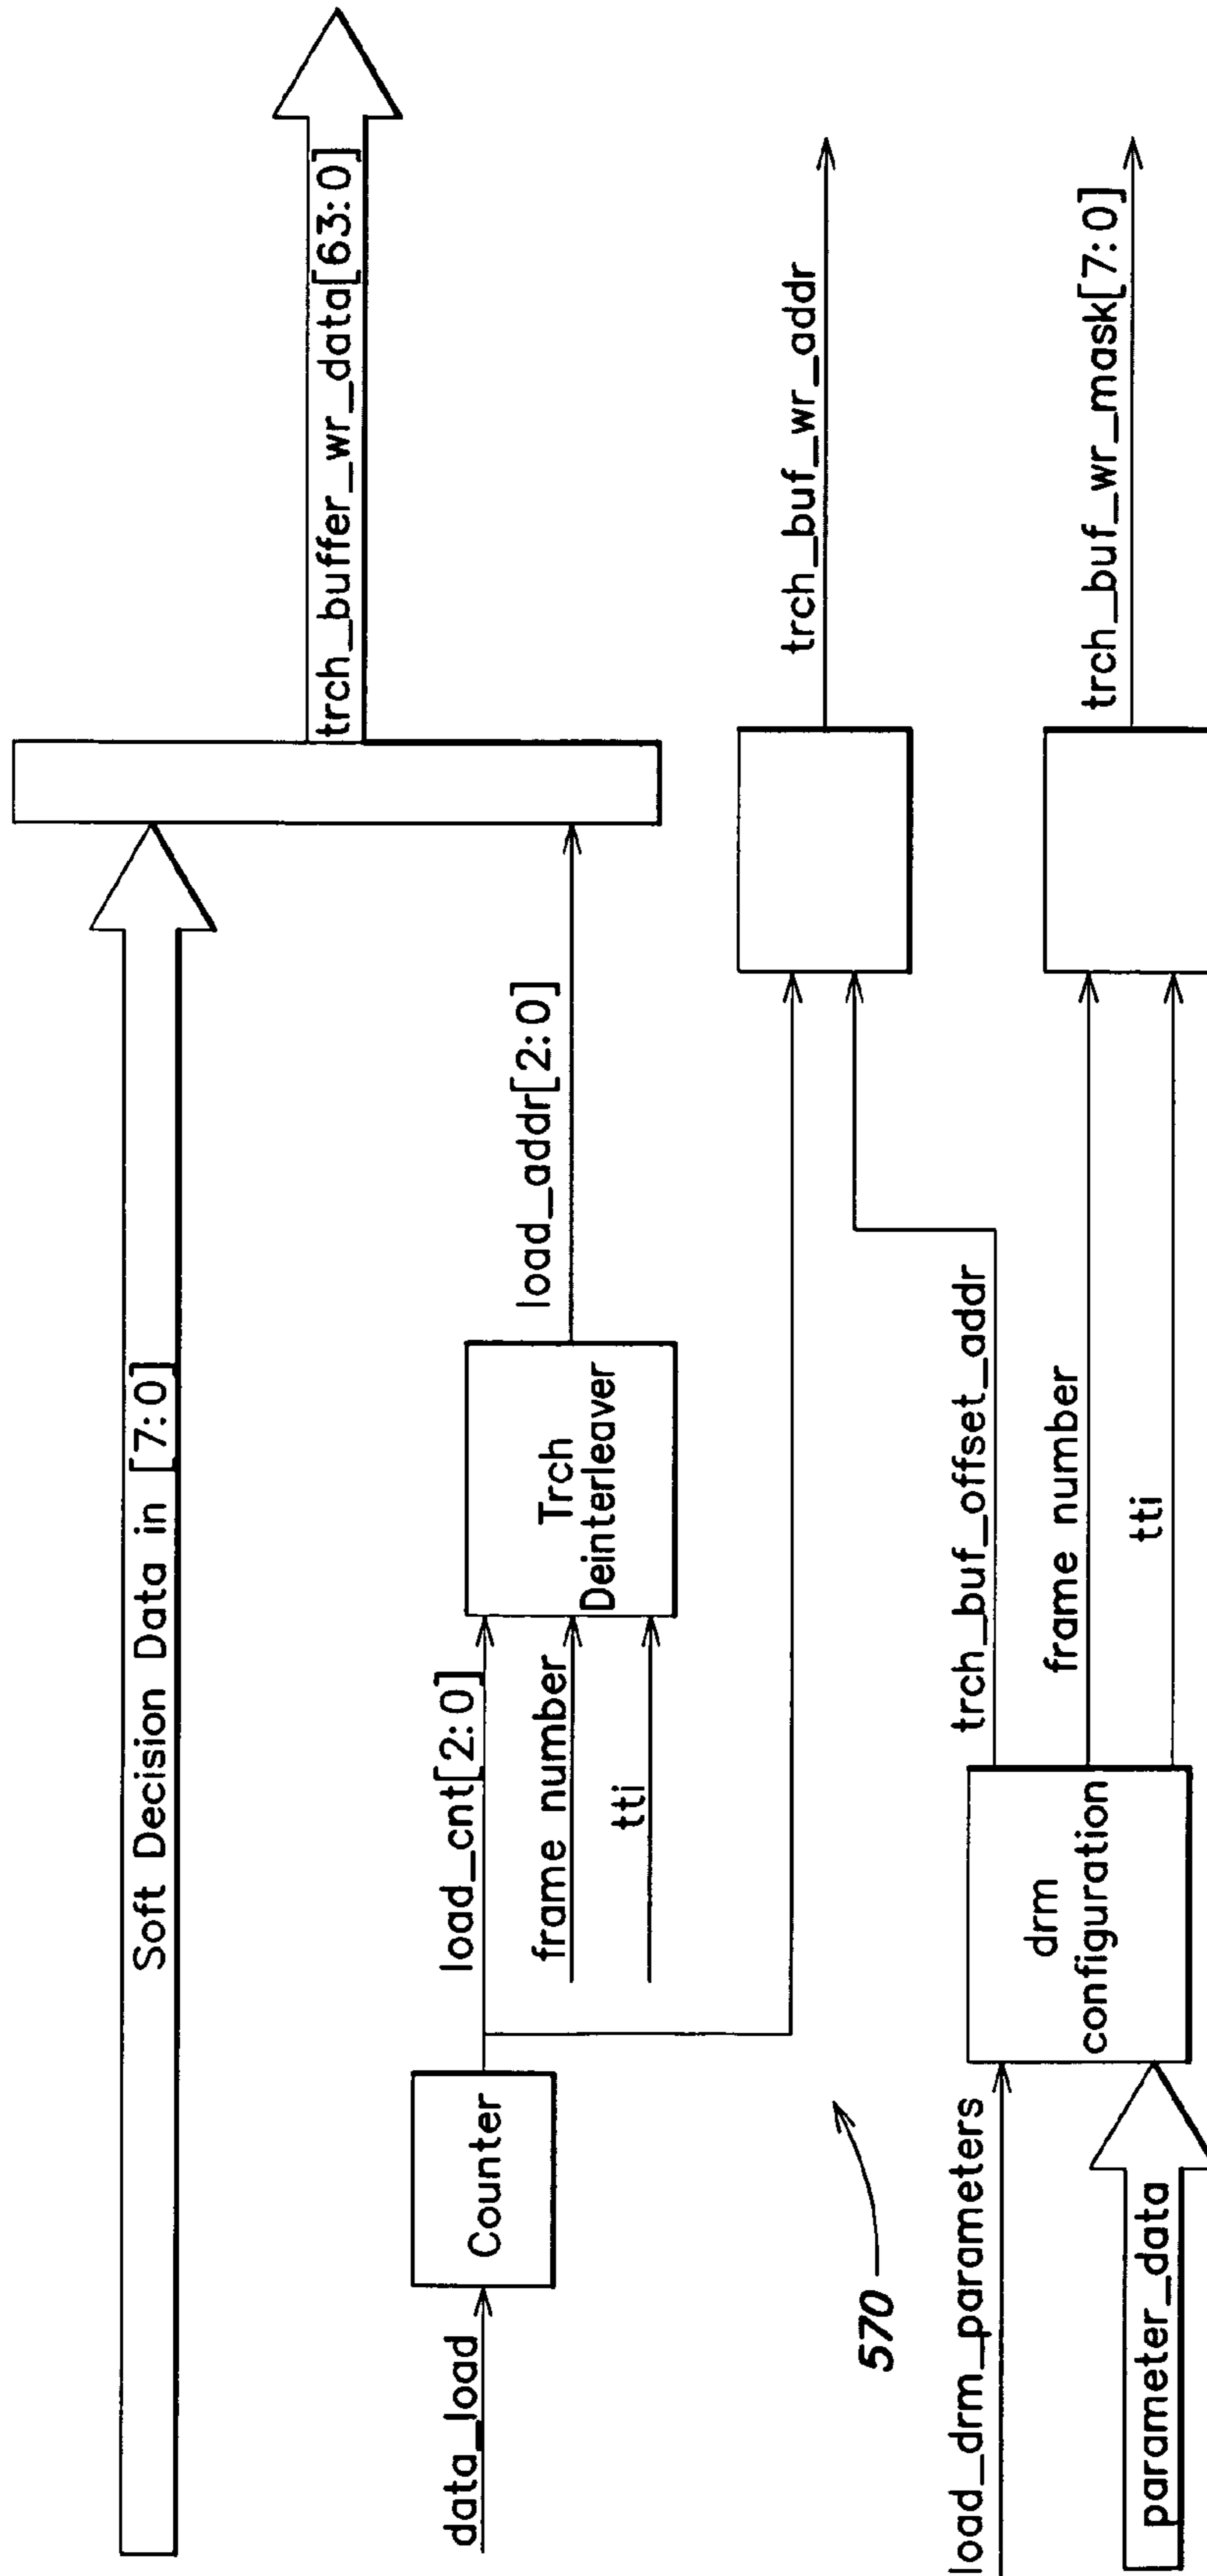 Soft Decision Data in [7:0]
trch_buffer_wr_data[63:0]
data_load
Counter
load_cnt[2:0]
frame number
tti
Trch
Deinterleaver
load_addr[2:0]
trch_buf_wr_addr
570
load_drm_parameters
parameter_data
drm
configuration
trch_buf_offset_addr
frame number
tti
trch_buf_wr_mask[7:0]